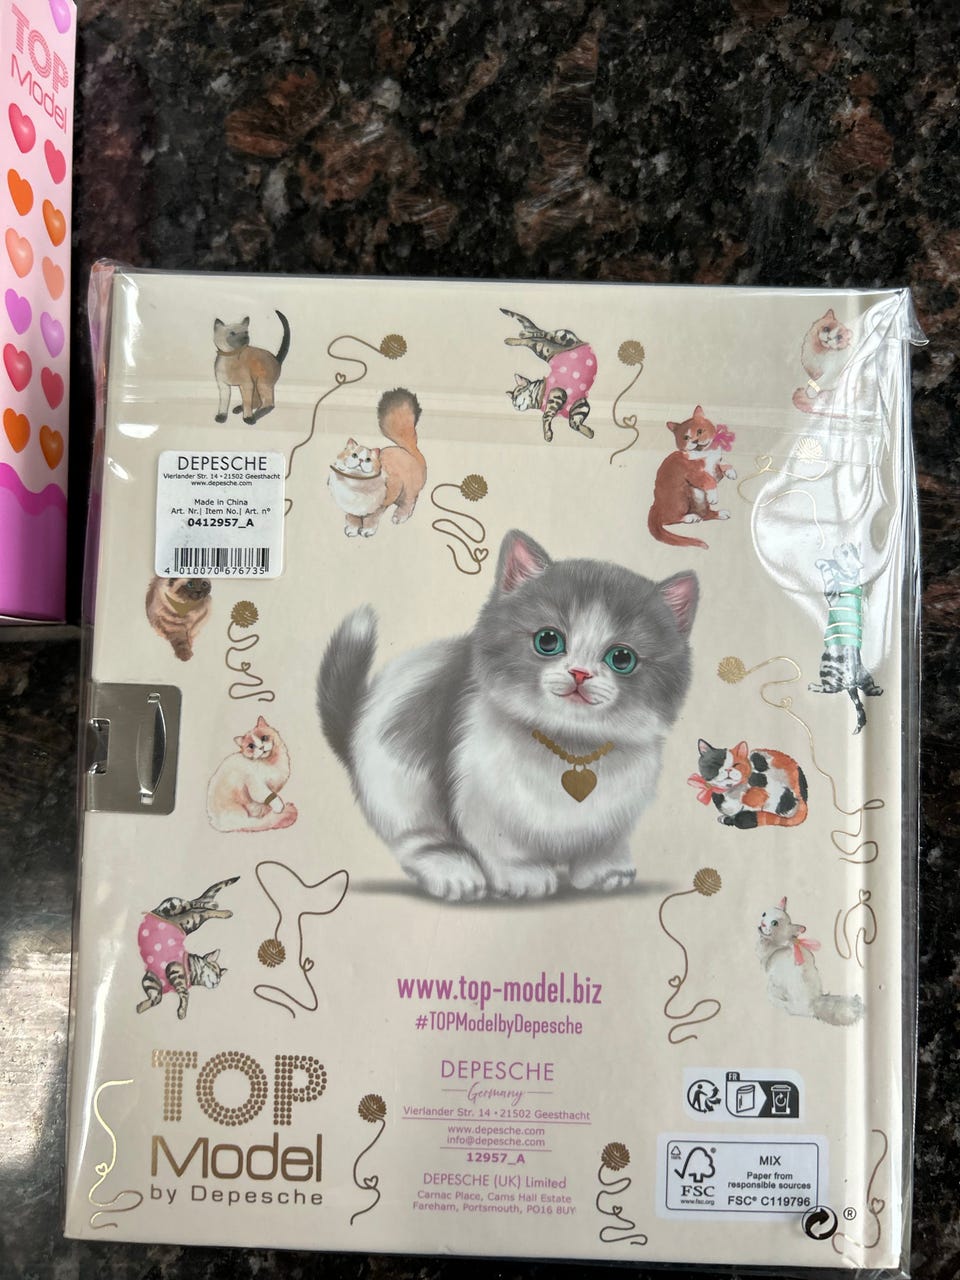 TOP
Model
DEPESCHE
Vierlander Str. 14 • 21502 Geesthacht
www.depesche.com
Made in China
Art. Nr.| Item No.| Art. n°
0412957_A
4 010070 676735
www.top-model.biz
#TOPModelbyDepesche
TOP
Model
by Depesche
DEPESCHE
Germany
Vierlander Str. 14 • 21502 Geesthacht
www.depesche.com
info@depesche.com
12957_A
DEPESCHE (UK) Limited
Carnac Place, Cams Hall Estate
Fareham, Portsmouth, PO16 8UY
FR
FSC
www.fsc.org
MIX
Paper from
responsible sources
FSC® C119796
®